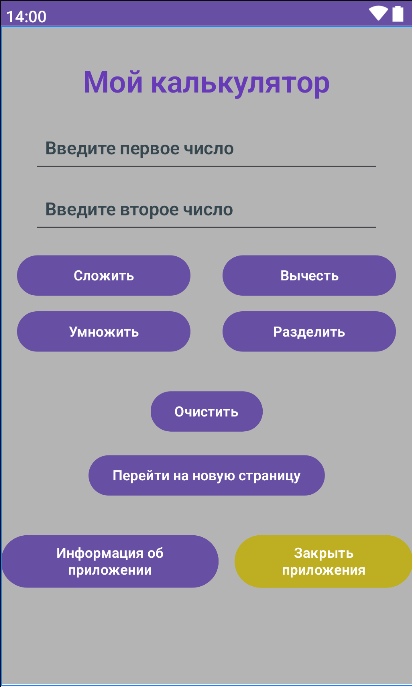 14:00
Мой калькулятор
Введите первое число
Введите второе число
Сложить
Вычесть
Умножить
Разделить
Очистить
Перейти на новую страницу
Информация об
приложении
Закрыть
приложения